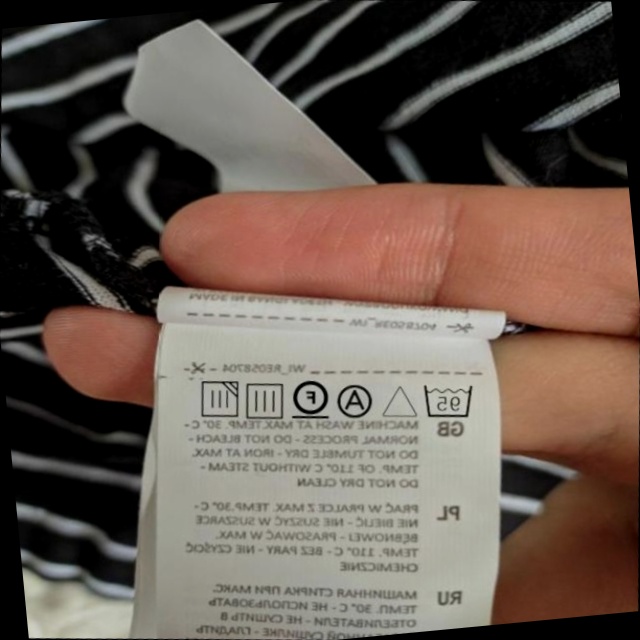 WI_RE058704
95 A F
GB MACHINE WASH AT MAX.TEMP. 30° C -
NORMAL PROCESS - DO NOT BLEACH -
DO NOT TUMBLE DRY - IRON AT MAX.
TEMP. OF 110° C WITHOUT STEAM -
DO NOT DRY CLEAN
PL PRAĆ W PRALCE Z MAX. TEMP.30° C -
NIE BIELIĆ - NIE SUSZYĆ W SUSZARCE
BĘBNOWEJ - PRASOWAĆ W MAX.
TEMP. 110° C - BEZ PARY - NIE CZYŚCIĆ
CHEMICZNIE
RU МАШИННАЯ СТИРКА ПРИ МАКС.
ТЕМП. 30° C - НЕ ИСПОЛЬЗОВАТЬ
ОТБЕЛИВАТЕЛИ - НЕ СУШИТЬ В
СУШИЛКЕ - ГЛАДИТЬ